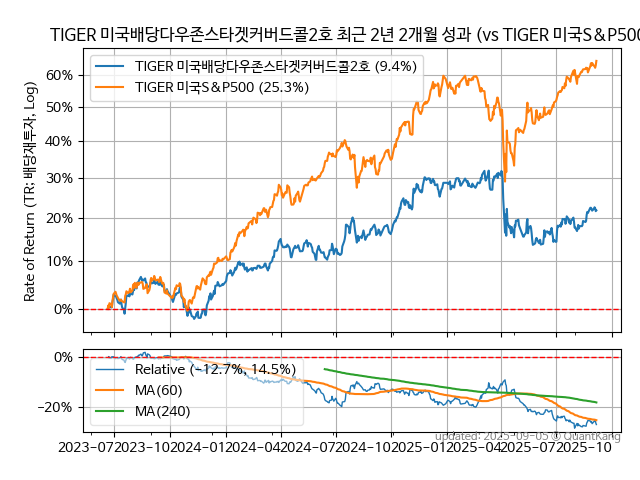 TIGER 미국배당다우존스타겟커버드콜2호 최근 2년 2개월 성과 (vs TIGER 미국S&P500
Rate of Return (TR: 배당재투자, Log)
60%
50%
40%
30%
20%
10%
0%
TIGER 미국배당다우존스타겟커버드콜2호 (9.4%)
TIGER 미국S&P500 (25.3%)
0%
−20%
Relative (−12.7%, 14.5%)
MA(60)
MA(240)
updated: 2025-09-05 © QuantKang
2023-07 2023-10 2024-01 2024-04 2024-07 2024-10 2025-01 2025-04 2025-07 2025-10